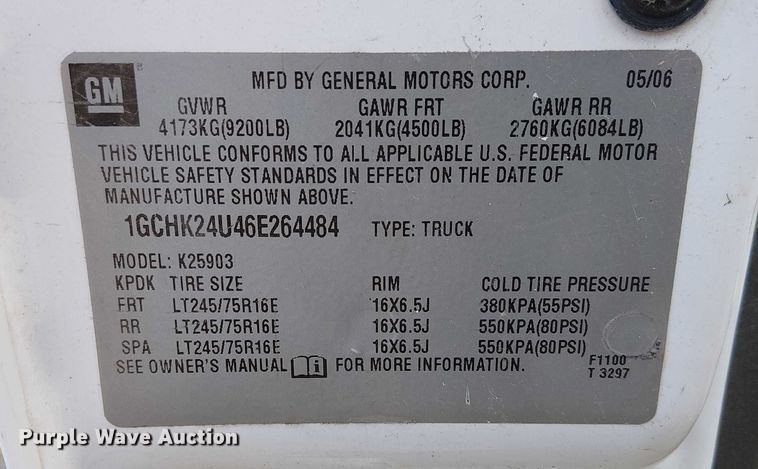 GM ®
MFD BY GENERAL MOTORS CORP. 05/06
GVWR GAWR FRT GAWR RR
4173KG(9200LB) 2041KG(4500LB) 2760KG(6084LB)
THIS VEHICLE CONFORMS TO ALL APPLICABLE U.S. FEDERAL MOTOR
VEHICLE SAFETY STANDARDS IN EFFECT ON THE DATE OF
MANUFACTURE SHOWN ABOVE.
1GCHK24U46E264484 TYPE: TRUCK
MODEL: K25903
KPDK TIRE SIZE RIM COLD TIRE PRESSURE
FRT LT245/75R16E 16X6.5J 380KPA(55PSI)
RR LT245/75R16E 16X6.5J 550KPA(80PSI)
SPA LT245/75R16E 16X6.5J 550KPA(80PSI)
SEE OWNER'S MANUAL FOR MORE INFORMATION.
F1100
T 3297
Purple Wave Auction